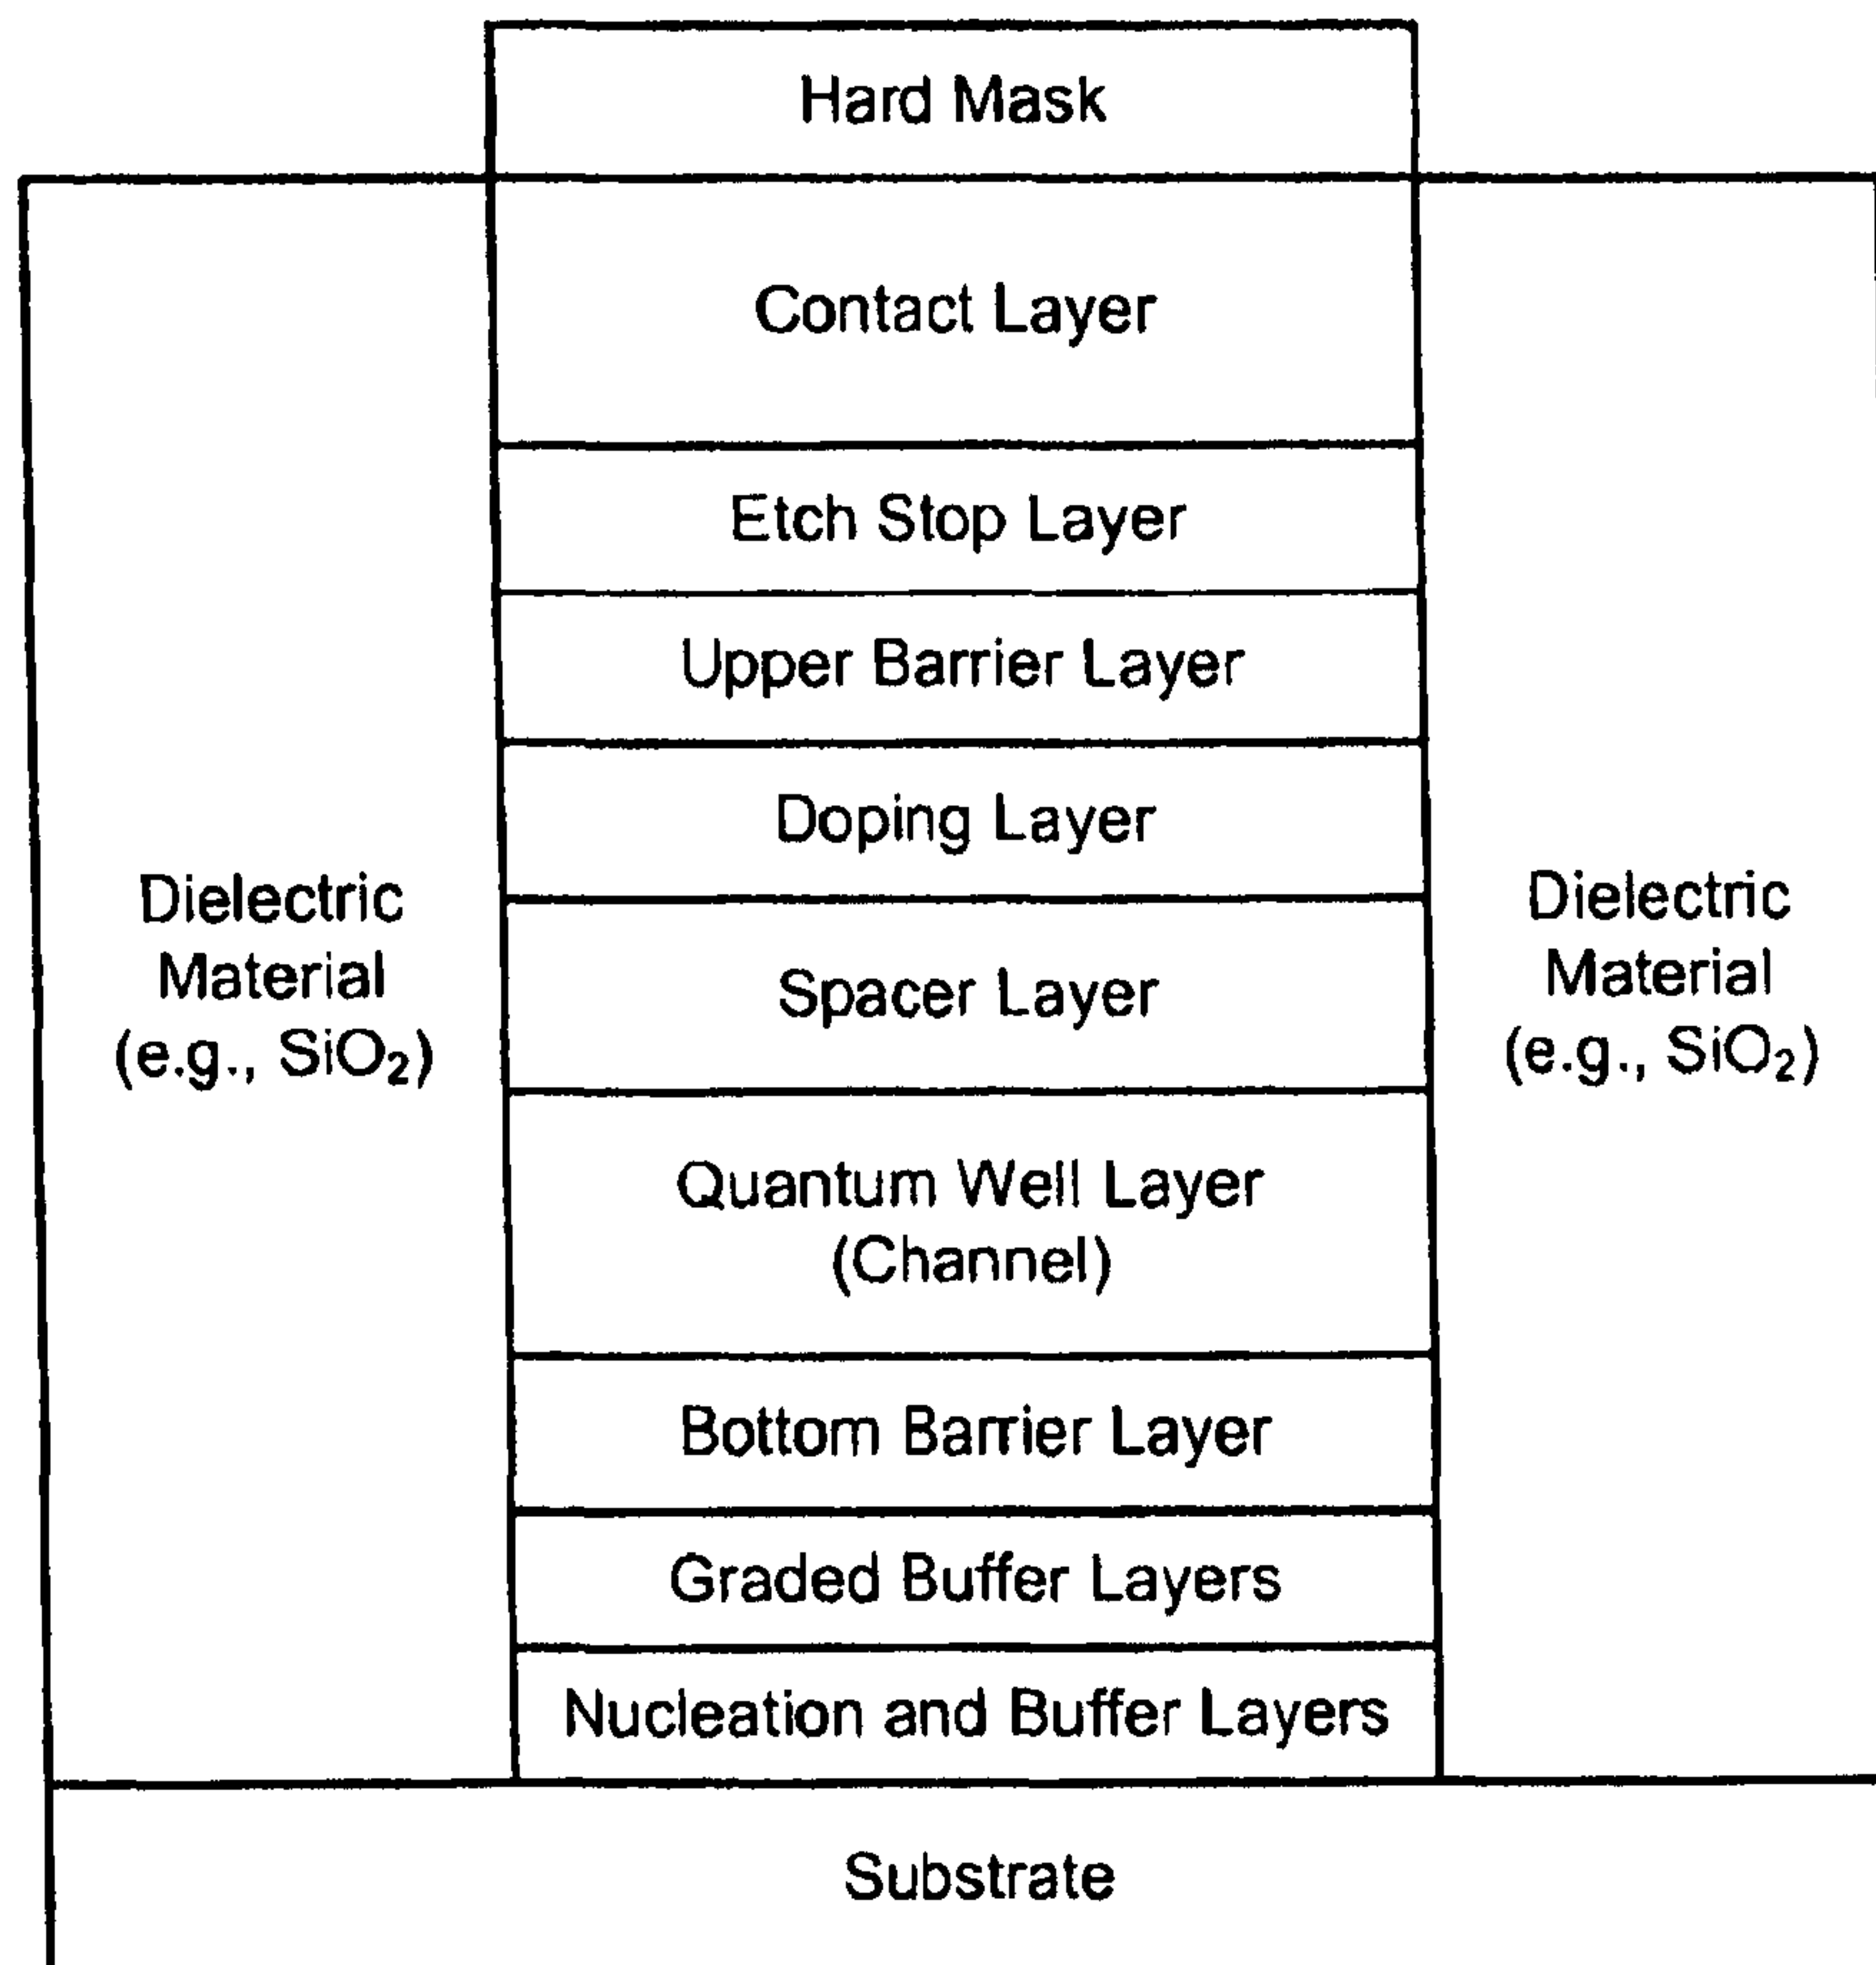 Hard Mask
Contact Layer
Etch Stop Layer
Upper Barrier Layer
Doping Layer
Dielectric
Material
(e.g., SiO₂)
Spacer Layer
Dielectric
Material
(e.g., SiO₂)
Quantum Well Layer
(Channel)
Bottom Barrier Layer
Graded Buffer Layers
Nucleation and Buffer Layers
Substrate